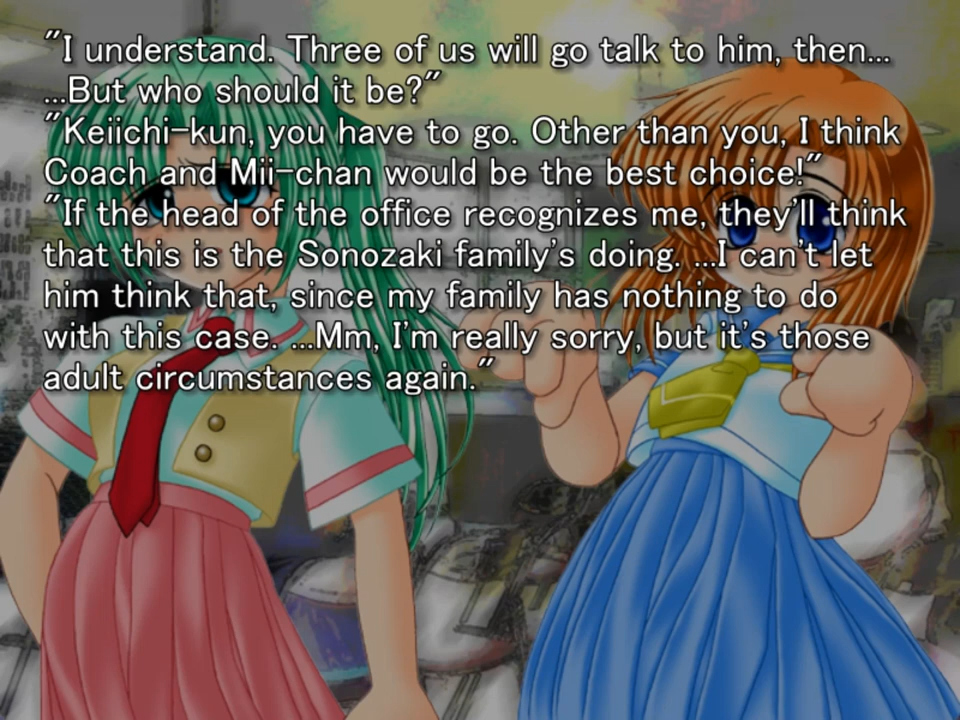 "I understand. Three of us will go talk to him, then...
...But who should it be?"
"Keiichi-kun, you have to go. Other than you, I think
Coach and Mii-chan would be the best choice!"
"If the head of the office recognizes me, they'll think
that this is the Sonozaki family's doing. ...I can't let
him think that, since my family has nothing to do
with this case. ...Mm, I'm really sorry, but it's those
adult circumstances again."